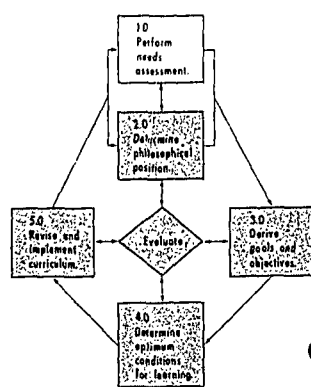 1.0
Perform
needs
assessment.
2.0
Determine
philosophical
position.
5.0
Revise and
implement
curriculum.
Evaluate
3.0
Derive
goals and
objectives.
4.0
Determine
optimum
conditions
for learning.